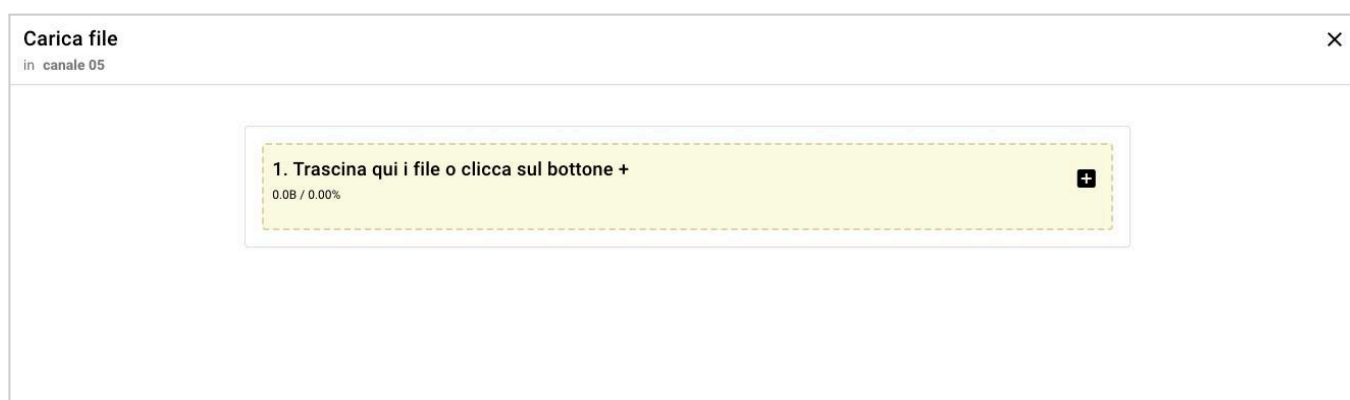 Carica file
in canale 05
1. Trascina qui i file o clicca sul bottone +
0.0B / 0.00%